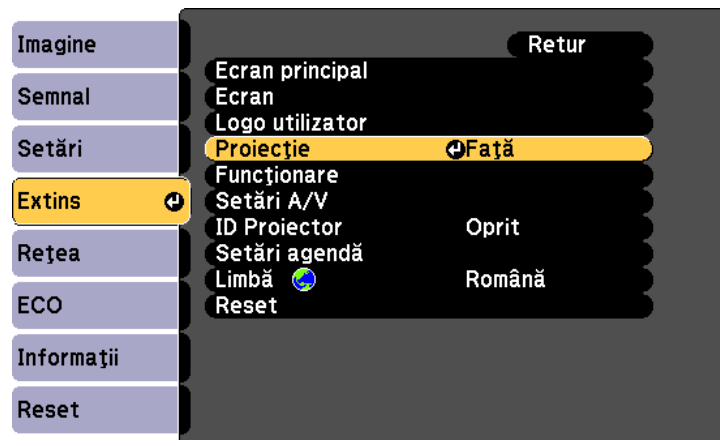 Imagine
Semnal
Setări
Extins
Reţea
ECO
Informaţii
Reset
Retur
Ecran principal
Ecran
Logo utilizator
Proiecţie Faţă
Funcţionare
Setări A/V
ID Proiector Oprit
Setări agendă
Limbă Română
Reset